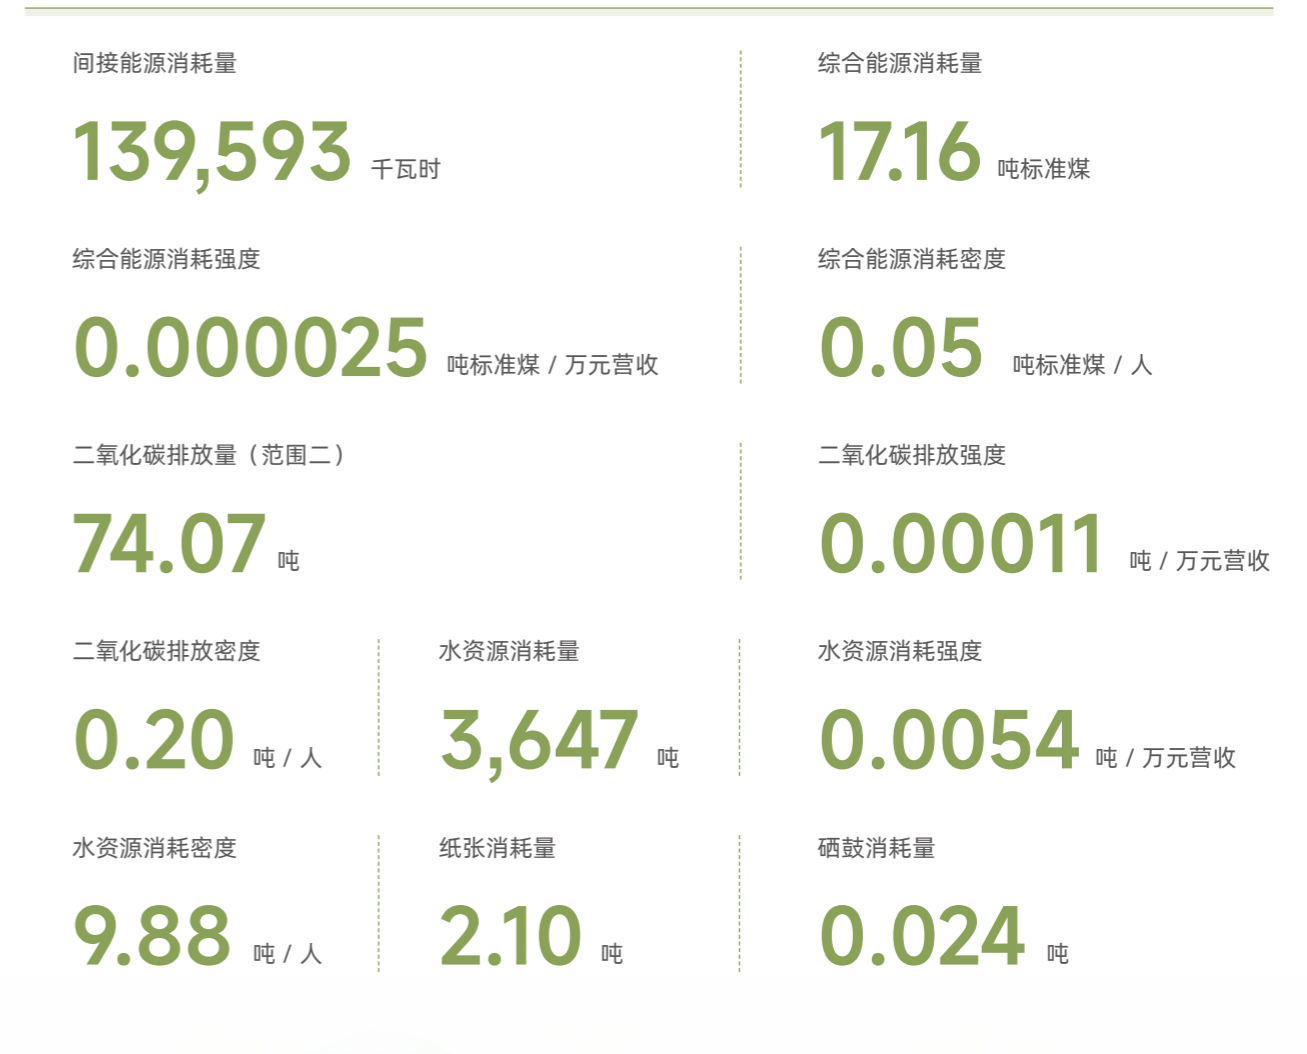 间接能源消耗量
139,593 千瓦时
综合能源消耗量
17.16 吨标准煤
综合能源消耗强度
0.000025 吨标准煤 / 万元营收
综合能源消耗密度
0.05 吨标准煤 / 人
二氧化碳排放量（范围二）
74.07 吨
二氧化碳排放强度
0.00011 吨 / 万元营收
二氧化碳排放密度
0.20 吨 / 人
水资源消耗量
3,647 吨
水资源消耗强度
0.0054 吨 / 万元营收
水资源消耗密度
9.88 吨 / 人
纸张消耗量
2.10 吨
硒鼓消耗量
0.024 吨